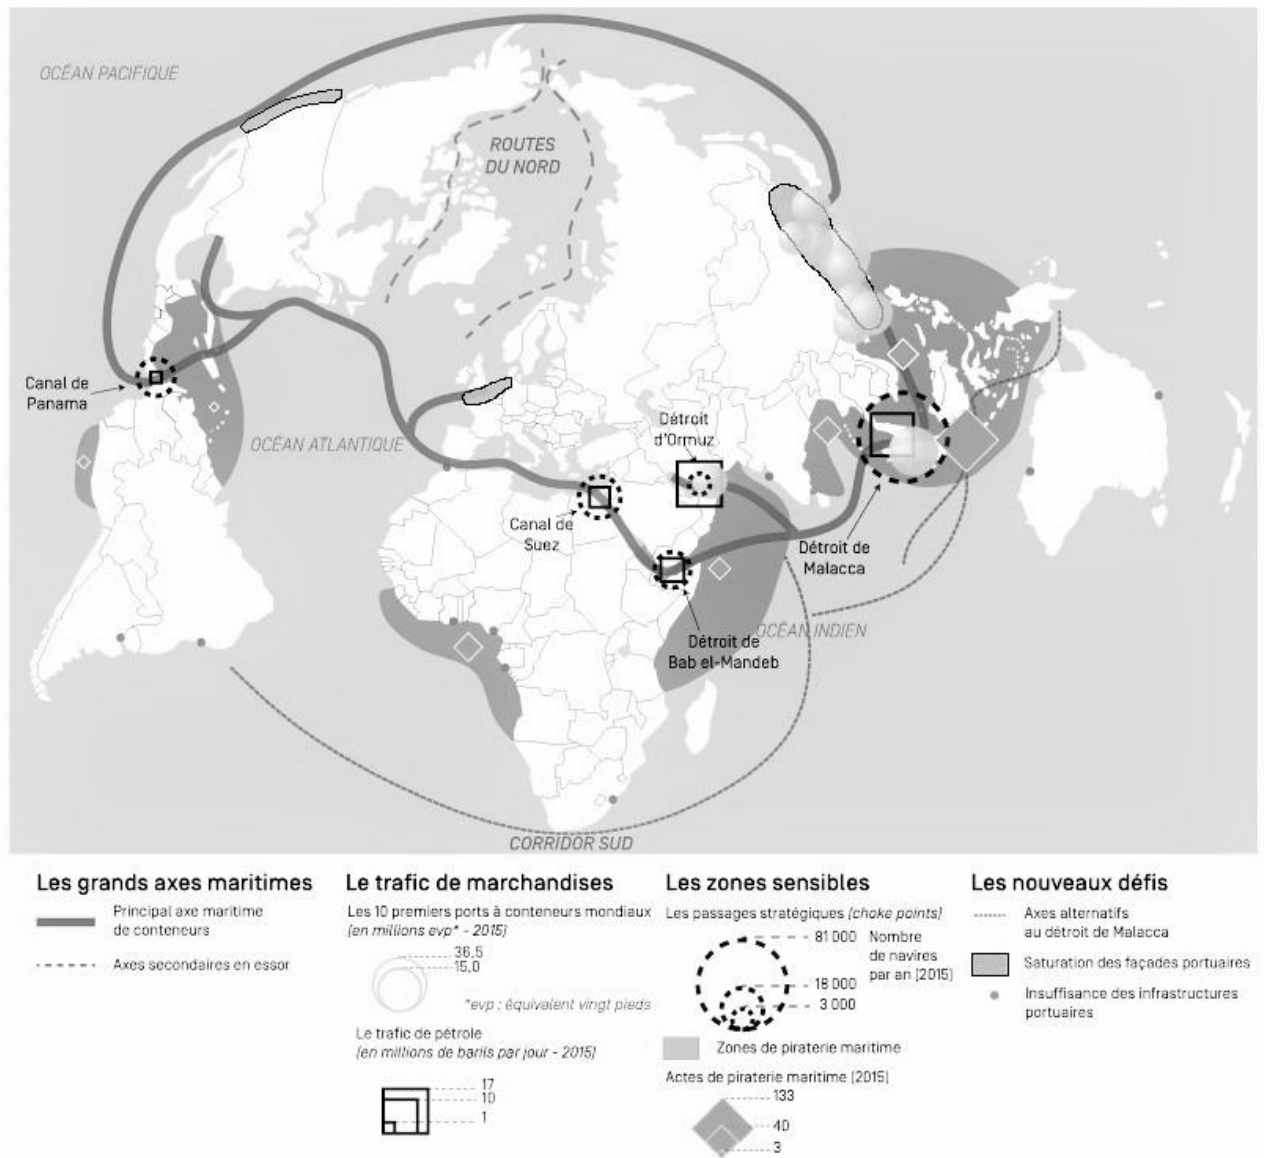 OCÉAN PACIFIQUE
ROUTES
DU NORD
Canal de
Panama
OCÉAN ATLANTIQUE
Détroit
d'Ormuz
Canal de
Suez
Détroit de
Malacca
OCÉAN INDIEN
Détroit de
Bab el-Mandeb
CORRIDOR SUD
Les grands axes maritimes
Principal axe maritime
de conteneurs
Axes secondaires en essor
Le trafic de marchandises
Les 10 premiers ports à conteneurs mondiaux
(en millions evp* - 2015)
36,5
15,0
*evp : équivalent vingt pieds
Le trafic de pétrole
(en millions de barils par jour - 2015)
17
10
1
Les zones sensibles
Les passages stratégiques (choke points)
81 000
18 000
3 000
Nombre
de navires
par an (2015)
Zones de piraterie maritime
Actes de piraterie maritime (2015)
133
40
3
Les nouveaux défis
Axes alternatifs
au détroit de Malacca
Saturation des façades portuaires
Insuffisance des infrastructures
portuaires